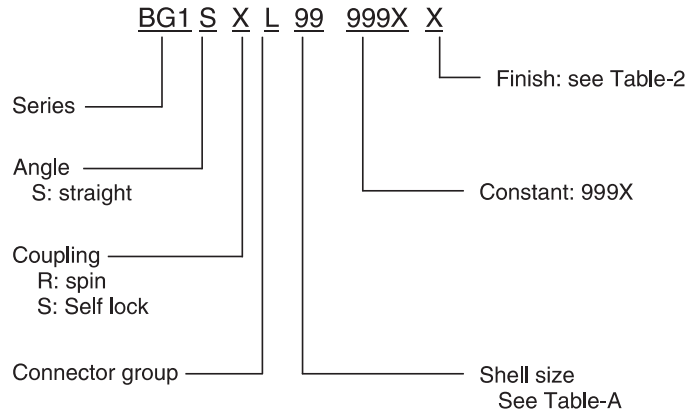 BG1 S X L 99 999X X
Finish: see Table-2
Series
Angle
S: straight
Constant: 999X
Coupling
R: spin
S: Self lock
Connector group
Shell size
See Table-A